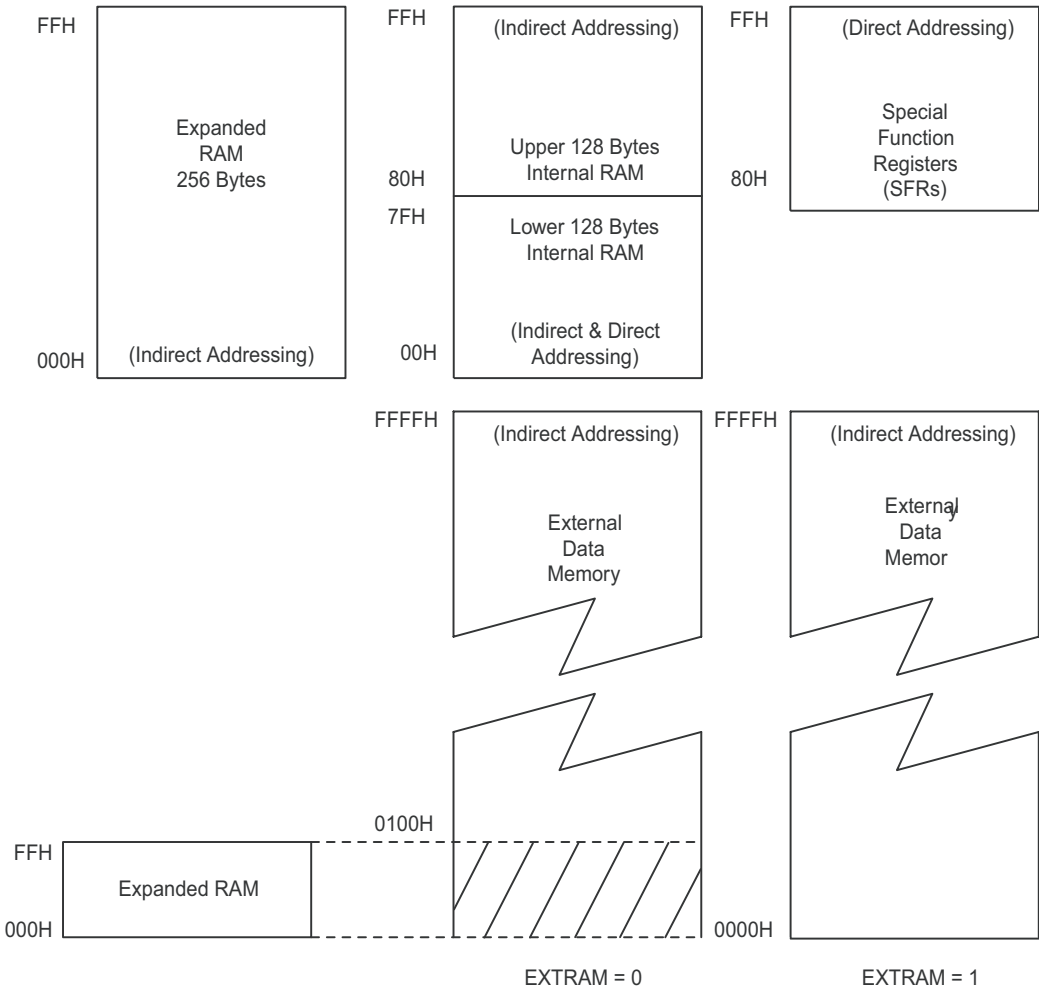 FFH
Expanded
RAM
256 Bytes
000H
(Indirect Addressing)
FFH
(Indirect Addressing)
Upper 128 Bytes
Internal RAM
80H
7FH
Lower 128 Bytes
Internal RAM
(Indirect & Direct
Addressing)
00H
FFH
(Direct Addressing)
Special
Function
Registers
(SFRs)
80H
FFFFH
(Indirect Addressing)
External
Data
Memory
FFFFH
(Indirect Addressing)
External
y
Data
Memor
0100H
FFH
Expanded RAM
000H
0000H
EXTRAM = 0
EXTRAM = 1